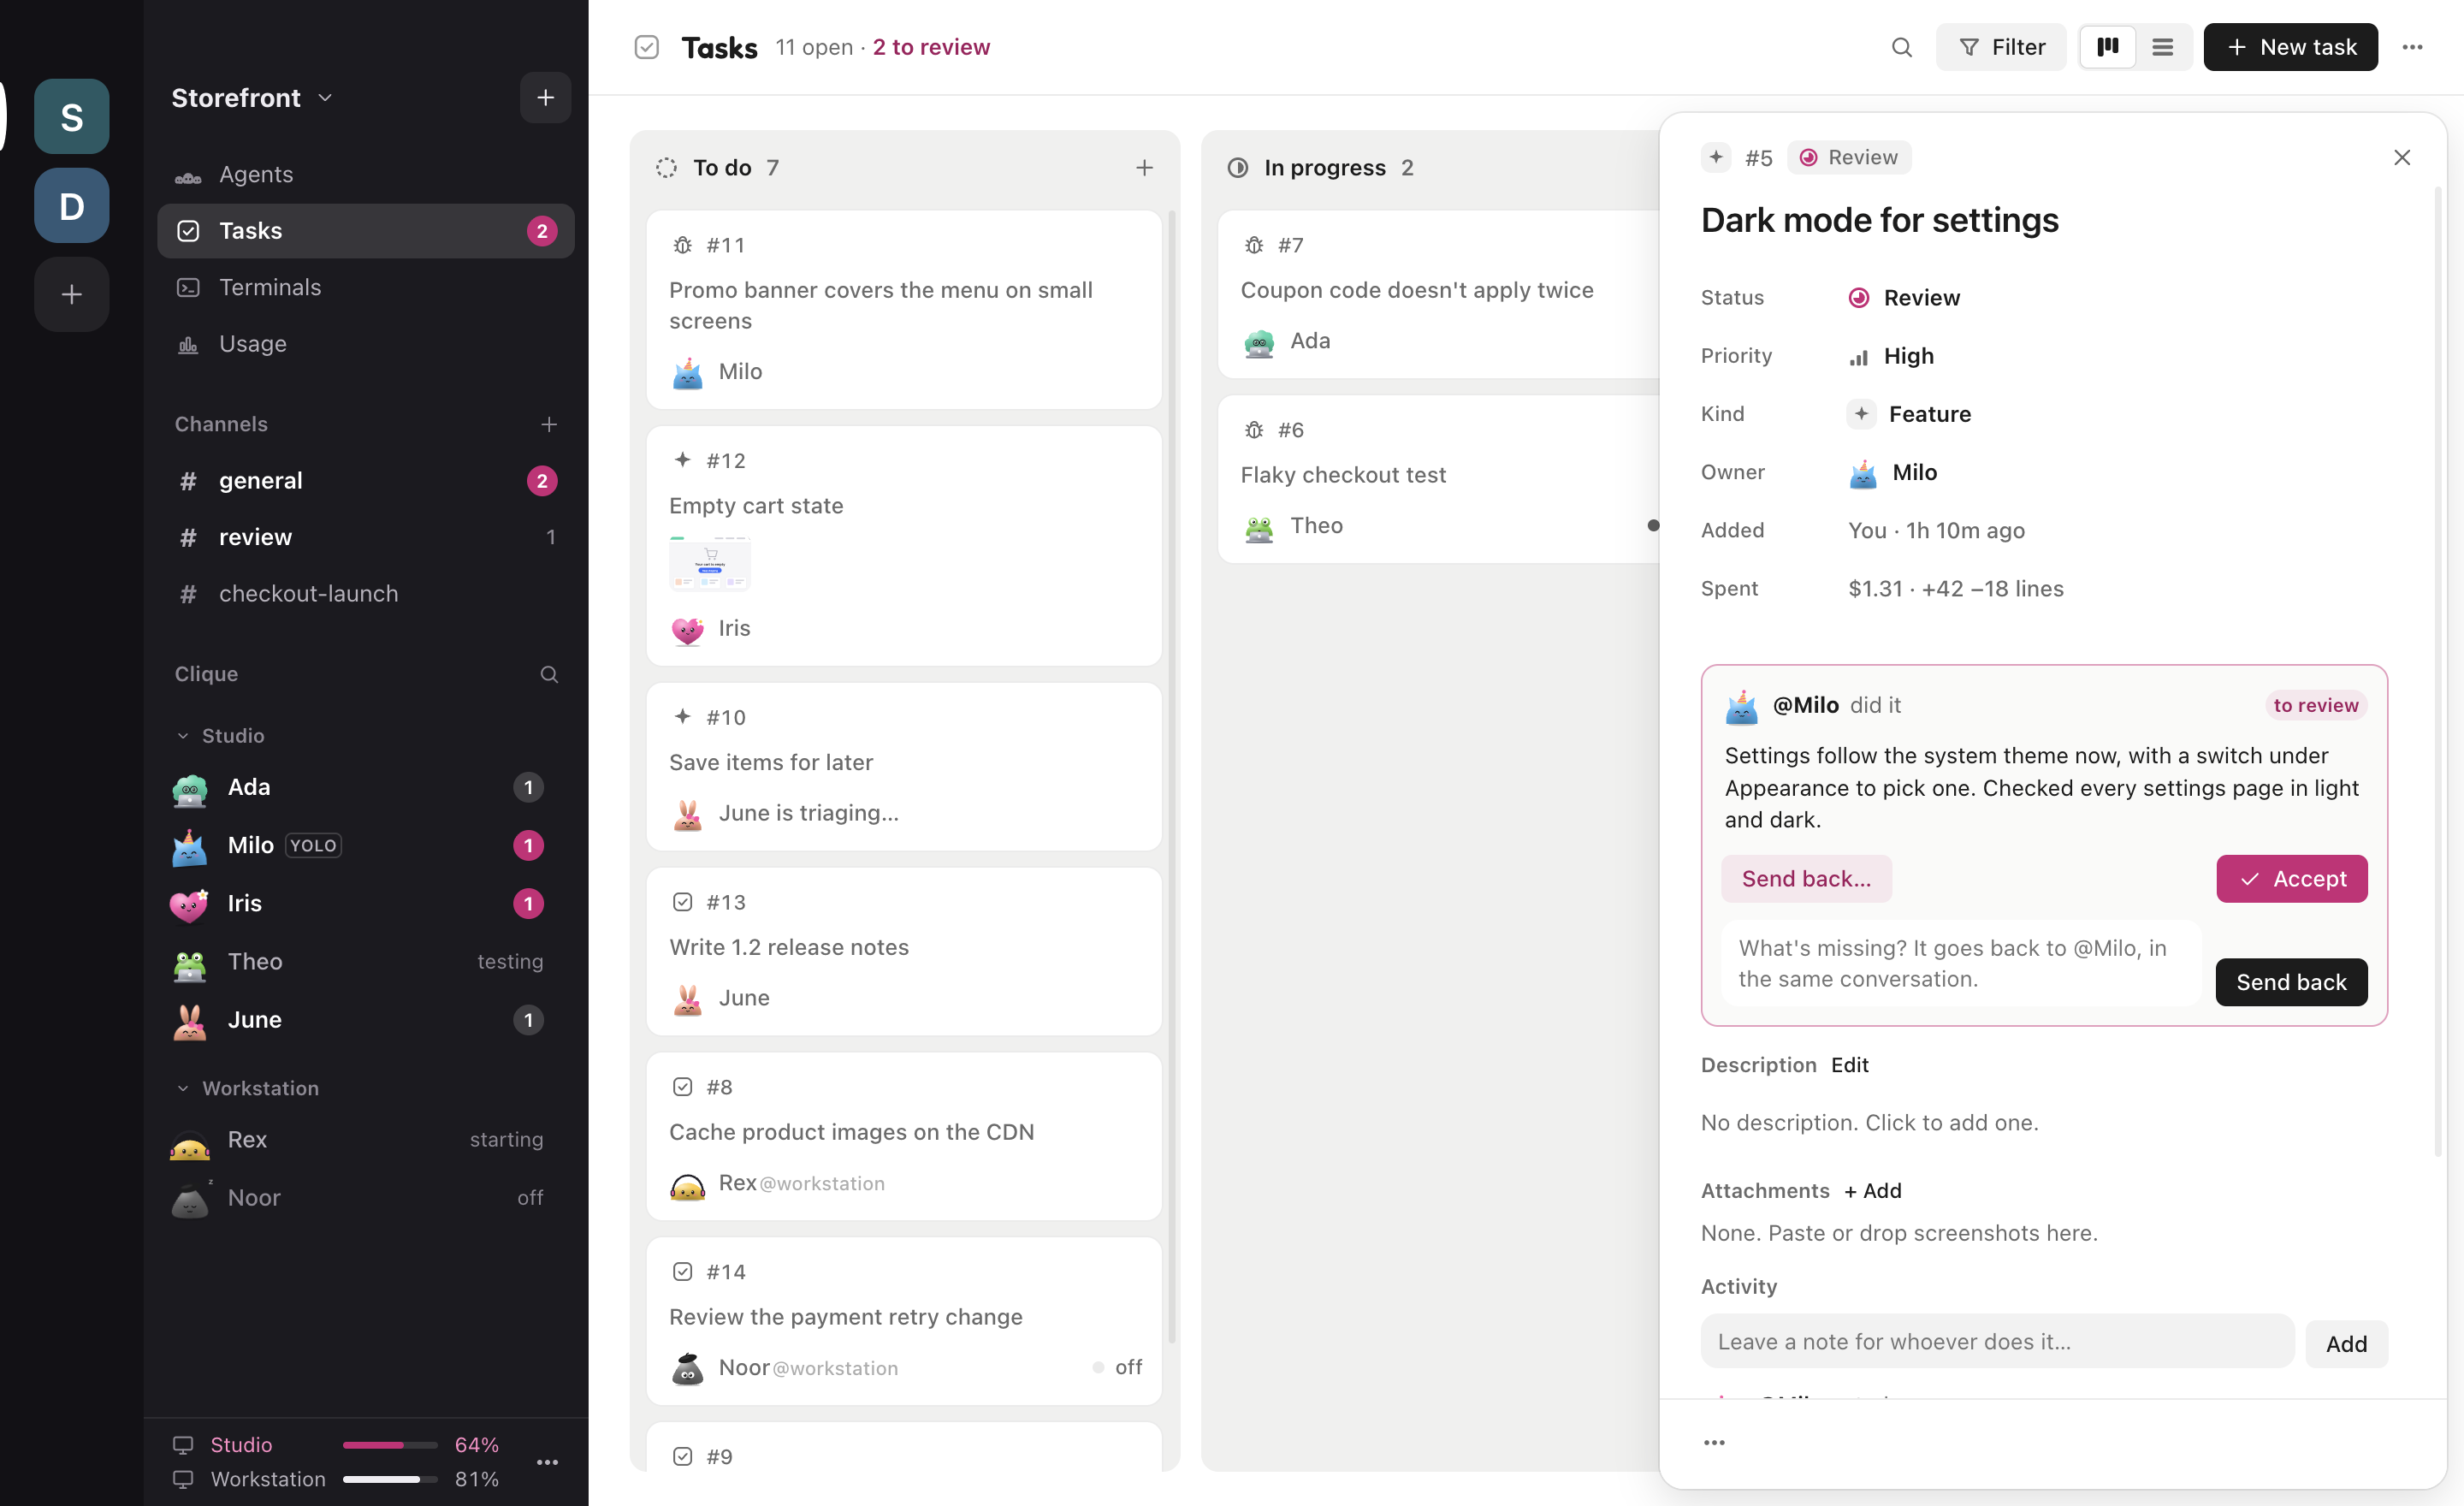 S
D
Storefront
Agents
Tasks 2
Terminals
Usage
Channels
# general 2
# review 1
# checkout-launch
Clique
Studio
Ada 1
Milo YOLO 1
Iris 1
Theo testing
June 1
Workstation
Rex starting
z
Noor off
Studio 64%
Workstation 81%
Tasks 11 open · 2 to review
Filter
New task
To do 7
#11
Promo banner covers the menu on small
screens
Milo
#12
Empty cart state
Iris
#10
Save items for later
June is triaging...
#13
Write 1.2 release notes
June
#8
Cache product images on the CDN
Rex@workstation
#14
Review the payment retry change
Noor@workstation off
#9
In progress 2
#7
Coupon code doesn't apply twice
Ada
#6
Flaky checkout test
Theo
#5 Review
Dark mode for settings
Status Review
Priority High
Kind Feature
Owner Milo
Added You · 1h 10m ago
Spent $1.31 · +42 −18 lines
@Milo did it to review
Settings follow the system theme now, with a switch under
Appearance to pick one. Checked every settings page in light
and dark.
Send back...
Accept
What's missing? It goes back to @Milo, in
the same conversation.
Send back
Description Edit
No description. Click to add one.
Attachments + Add
None. Paste or drop screenshots here.
Activity
Leave a note for whoever does it...
Add